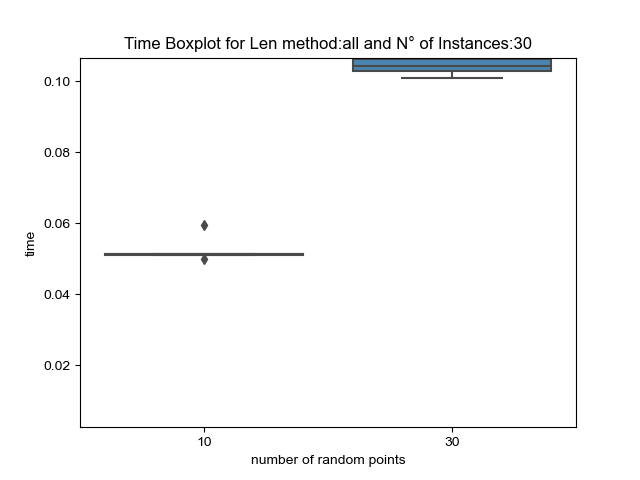 Time Boxplot for Len method:all and N° of Instances:30
0.10
0.08
0.06
0.04
0.02
time
10
30
number of random points